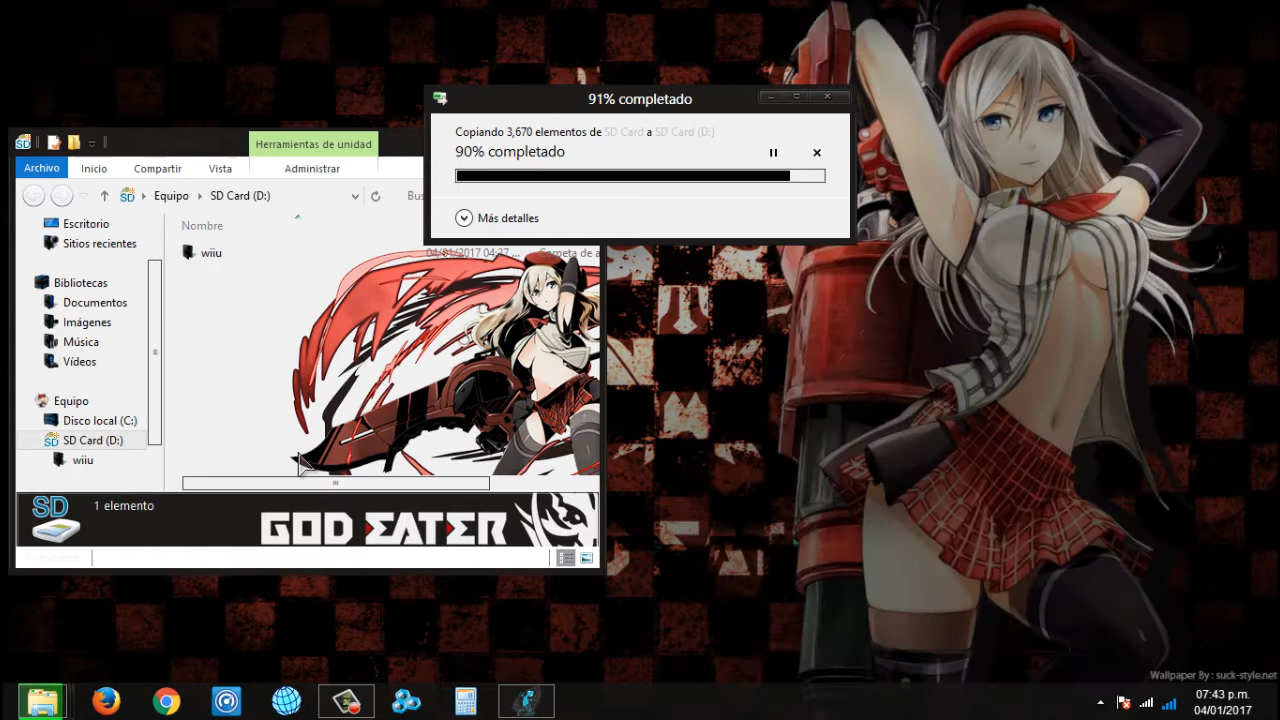 91% completado
Copiando 3,670 elementos de SD Card a SD Card (D:)
90% completado
Más detalles
Herramientas de unidad
Archivo Inicio Compartir Vista Administrar
Equipo SD Card (D:)
Escritorio
Sitios recientes
Bibliotecas
Documentos
Imágenes
Música
Vídeos
Equipo
Disco local (C:)
SD SD Card (D:)
wiiu
Nombre
wiiu 04/01/2017 04:27 ... Carpeta de a
SD
1 elemento
GOD EATER
Wallpaper By : suck-style.net
07:43 p.m.
04/01/2017